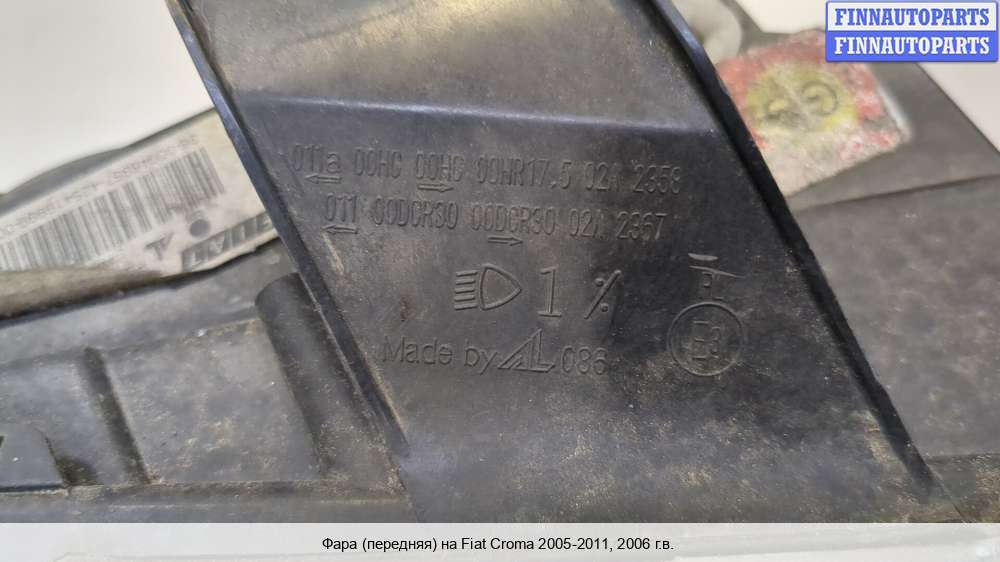 FINNAUTOPARTS
FINNAUTOPARTS
011a 00HC 00HC 00HR17.5 02A 2358
011 00DCR30 00DCR30 02A 2367
1 %
PL
E3
Made by AL 086
Фара (передняя) на Fiat Croma 2005-2011, 2006 г.в.